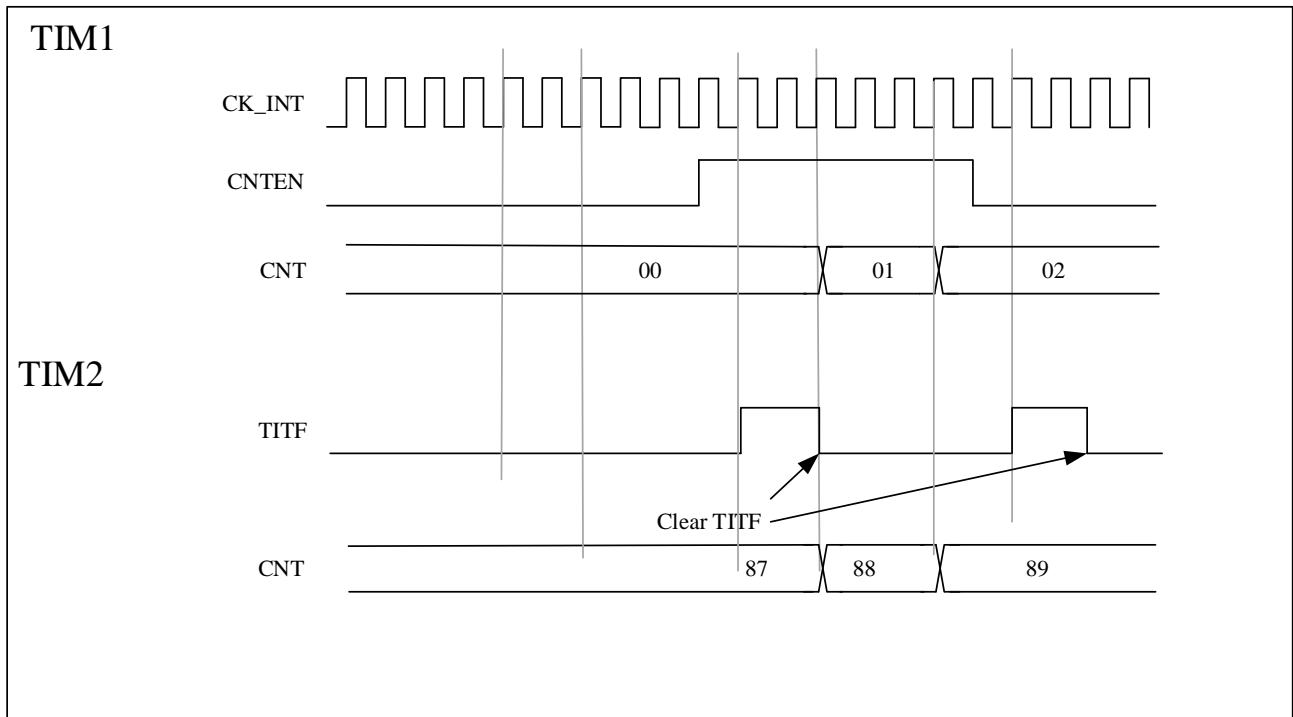 TIM1
CK_INT
CNTEN
CNT
00
01
02
TIM2
TITF
Clear TITF
CNT
87
88
89